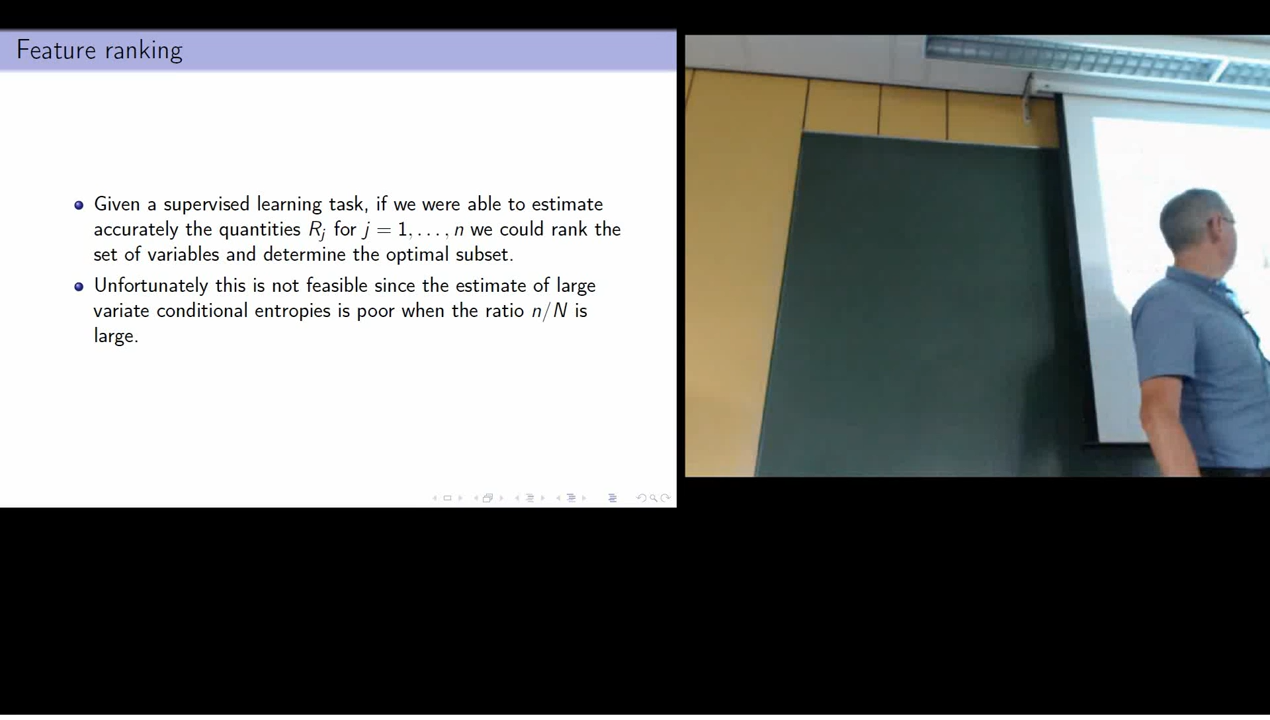 Feature ranking
Given a supervised learning task, if we were able to estimate
accurately the quantities Rj for j = 1, . . . , n we could rank the
set of variables and determine the optimal subset.
Unfortunately this is not feasible since the estimate of large
variate conditional entropies is poor when the ratio n/N is
large.